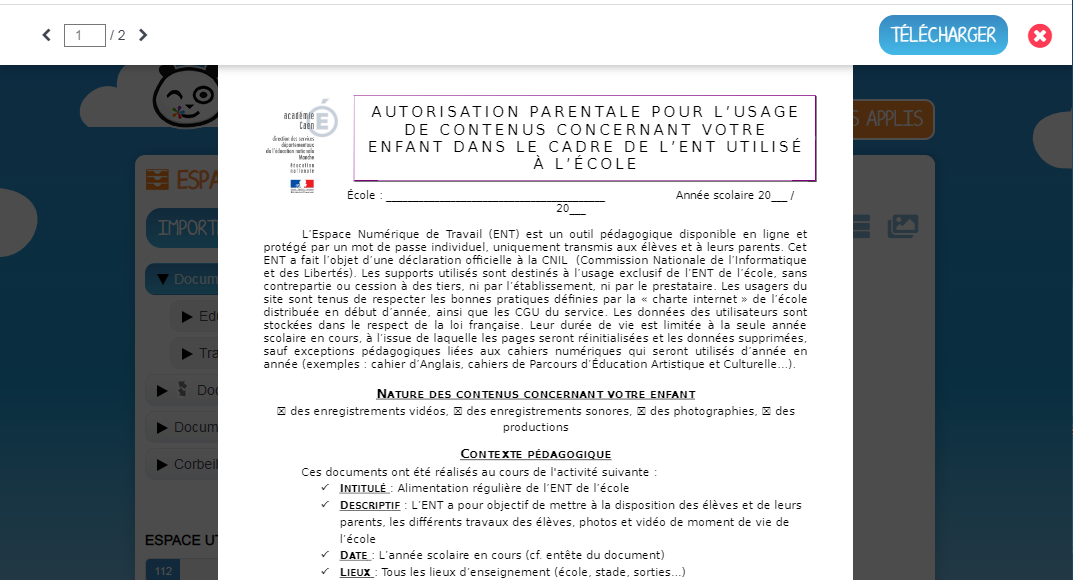 1 / 2
TÉLÉCHARGER
S APPLIS
ESPA
IMPORT
Docum
Edu
Tra
Doc
Docum
Corbeil
ESPACE UT
112
académie
Caen
direction des services
départementaux
de l'éducation nationale
Manche
éducation
nationale
AUTORISATION PARENTALE POUR L’USAGE
DE CONTENUS CONCERNANT VOTRE
ENFANT DANS LE CADRE DE L’ENT UTILISÉ
À L’ÉCOLE
École : ______________________________________ Année scolaire 20___ /
20___
L'Espace Numérique de Travail (ENT) est un outil pédagogique disponible en ligne et
protégé par un mot de passe individuel, uniquement transmis aux élèves et à leurs parents. Cet
ENT a fait l’objet d’une déclaration officielle à la CNIL (Commission Nationale de l’Informatique
et des Libertés). Les supports utilisés sont destinés à l’usage exclusif de l’ENT de l’école, sans
contrepartie ou cession à des tiers, ni par l’établissement, ni par le prestataire. Les usagers du
site sont tenus de respecter les bonnes pratiques définies par la « charte internet » de l’école
distribuée en début d’année, ainsi que les CGU du service. Les données des utilisateurs sont
stockées dans le respect de la loi française. Leur durée de vie est limitée à la seule année
scolaire en cours, à l’issue de laquelle les pages seront réinitialisées et les données supprimées,
sauf exceptions pédagogiques liées aux cahiers numériques qui seront utilisés d’année en
année (exemples : cahier d’Anglais, cahiers de Parcours d’Éducation Artistique et Culturelle…).
NATURE DES CONTENUS CONCERNANT VOTRE ENFANT
☒ des enregistrements vidéos, ☒ des enregistrements sonores, ☒ des photographies, ☒ des
productions
CONTEXTE PÉDAGOGIQUE
Ces documents ont été réalisés au cours de l'activité suivante :
✓ INTITULÉ : Alimentation régulière de l’ENT de l’école
✓ DESCRIPTIF : L’ENT a pour objectif de mettre à la disposition des élèves et de leurs
parents, les différents travaux des élèves, photos et vidéo de moment de vie de
l’école
✓ DATE : L’année scolaire en cours (cf. entête du document)
✓ LIEUX : Tous les lieux d’enseignement (école, stade, sorties…)